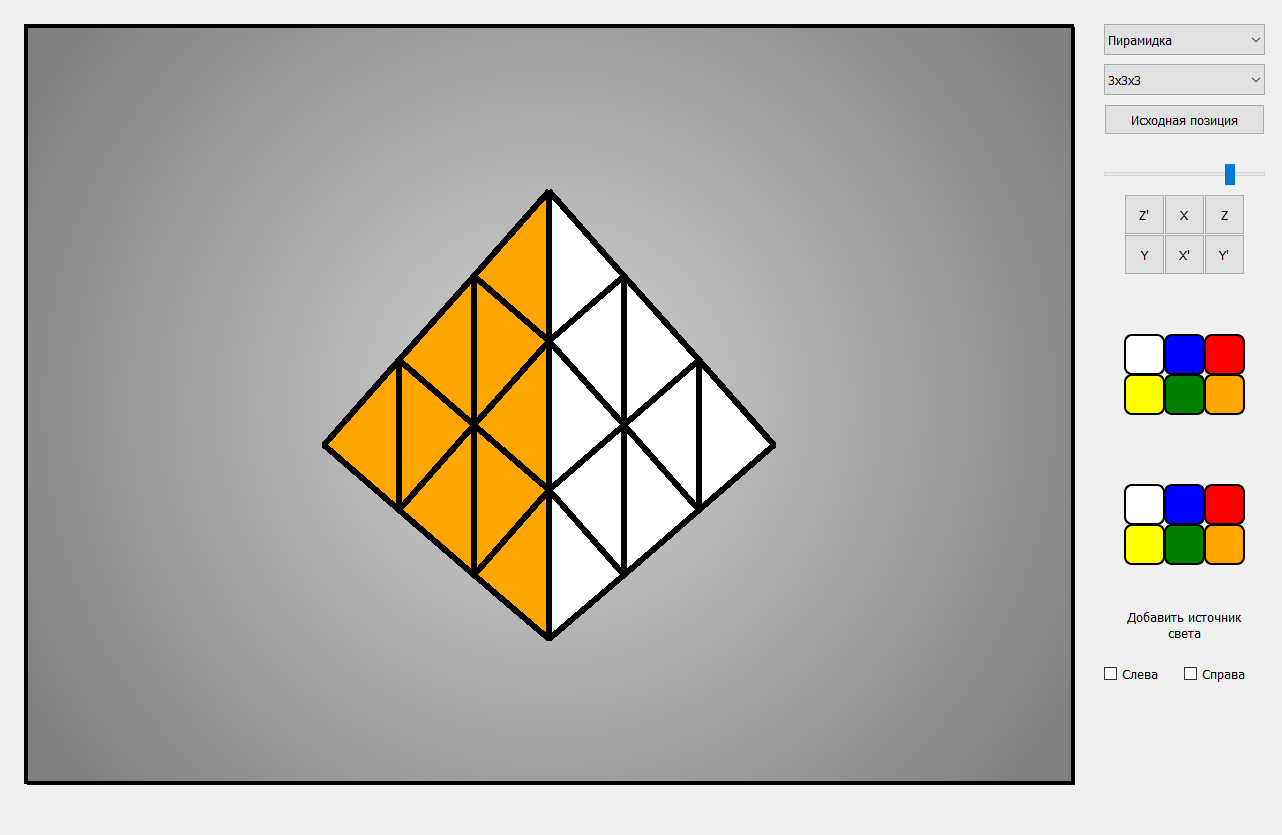 Пирамидка
3x3x3
Исходная позиция
Z' X Z
Y X' Y'
Добавить источник
света
Слева Справа